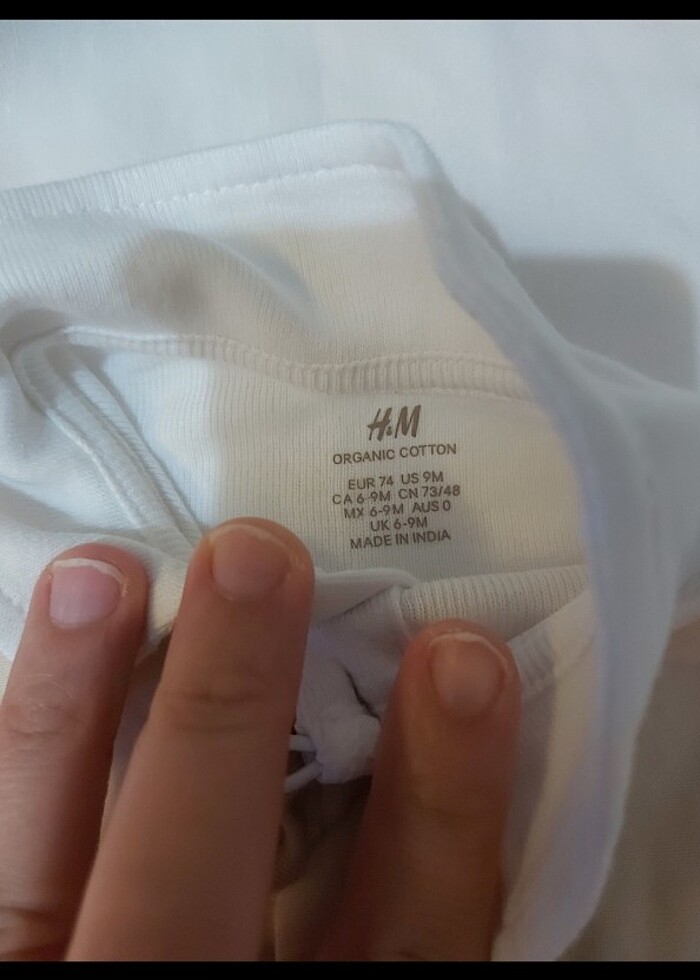 H&M
ORGANIC COTTON
EUR 74 US 9M
CA 6-9M CN 73/48
MX 6-9M AUS 0
UK 6-9M
MADE IN INDIA